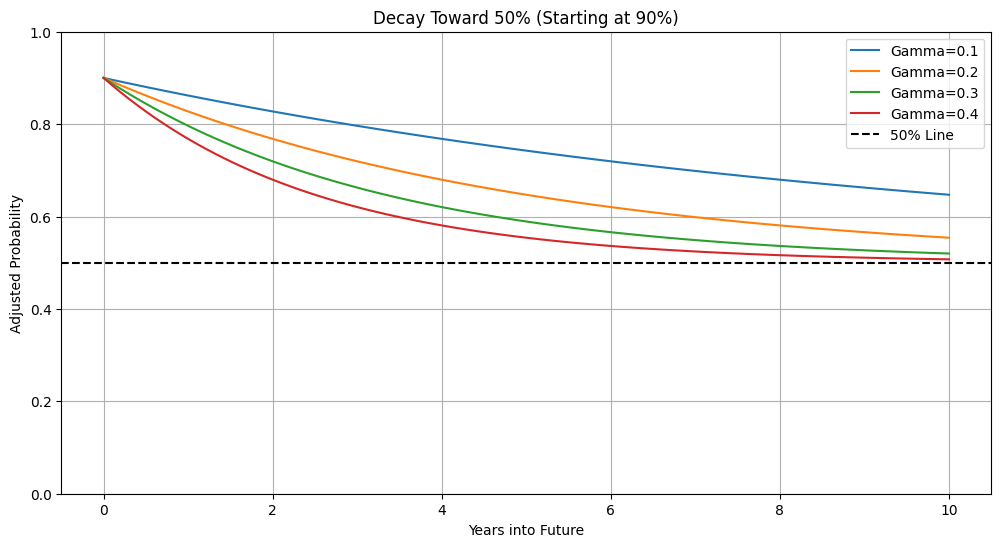 Decay Toward 50% (Starting at 90%)
1.0
0.8
0.6
0.4
0.2
0.0
Adjusted Probability
Gamma=0.1
Gamma=0.2
Gamma=0.3
Gamma=0.4
50% Line
0
2
4
6
8
10
Years into Future